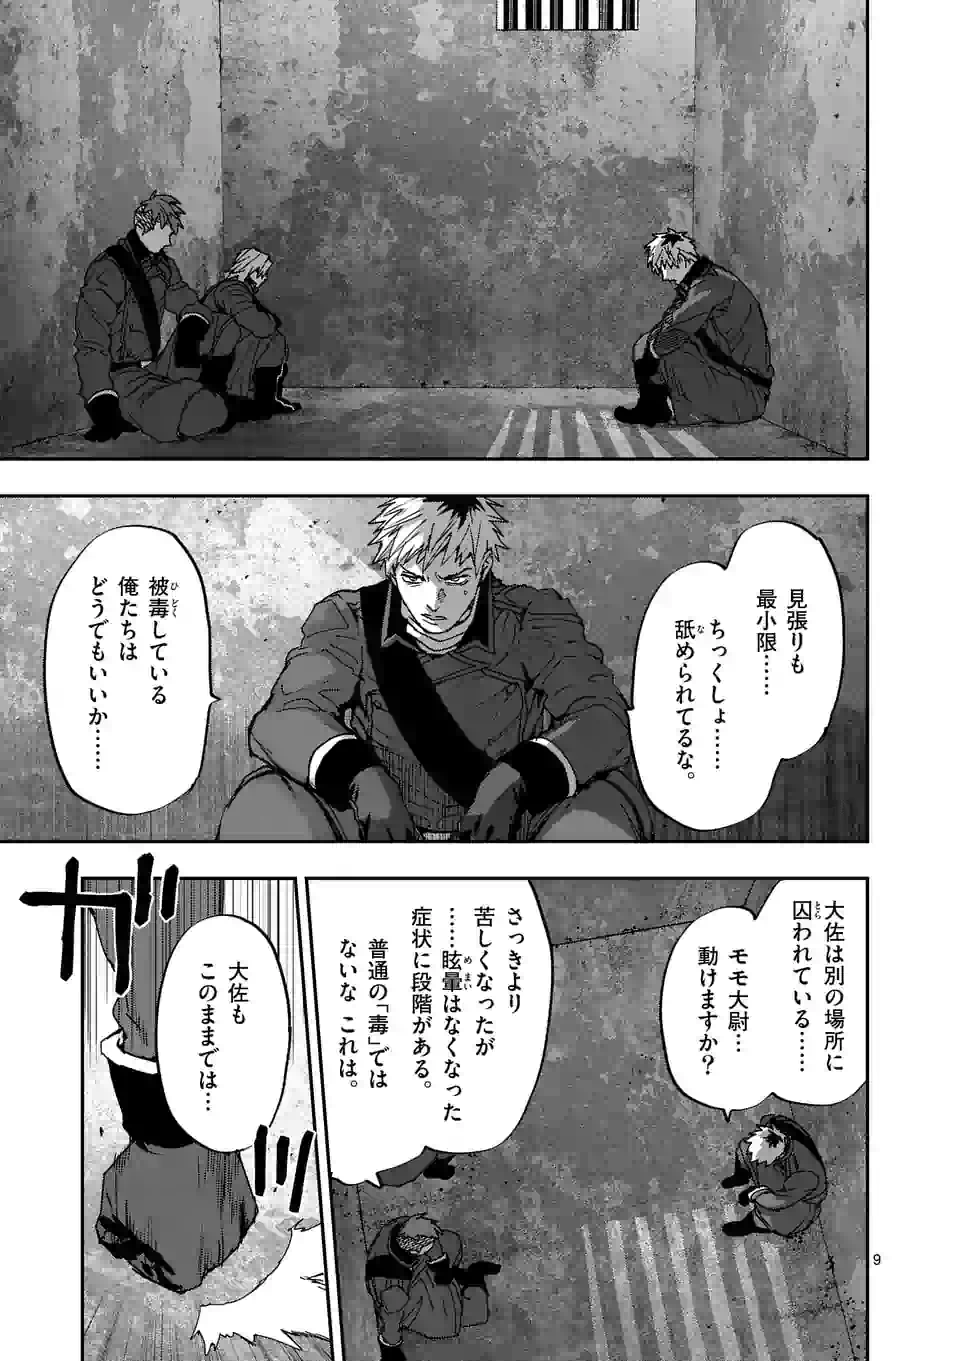 見張りも
最小限……
ちっくしょ……
舐められてるな。
被毒している
俺たちは
どうでもいいか……
大佐は別の場所に
囚われている……
モモ大尉…
動けますか？
さっきより
苦しくなったが
……眩暈はなくなった
症状に段階がある。
普通の「毒」では
ないな これは。
大佐も
このままでは…
ガッ
9